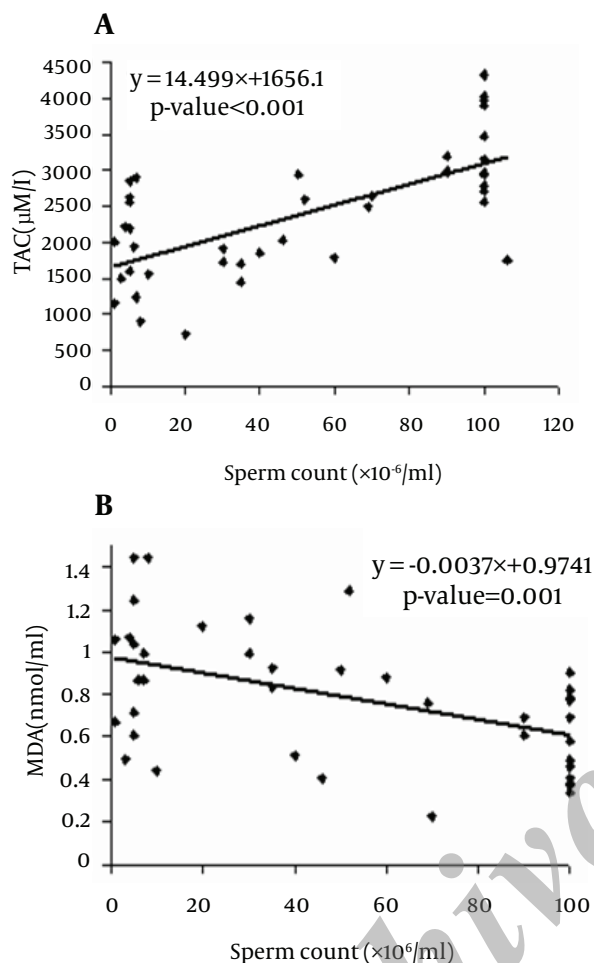 A
y = 14.499×+1656.1
p-value<0.001
4500
4000
3500
3000
2500
2000
1500
1000
500
0
TAC(μM/I)
0 20 40 60 80 100 120
Sperm count (×10⁻⁶/ml)
B
y = -0.0037×+0.9741
p-value=0.001
1.4
1.2
1
0.8
0.6
0.4
0.2
0
MDA(nmol/ml)
0 20 40 60 80 100
Sperm count (×10⁶/ml)
hivo